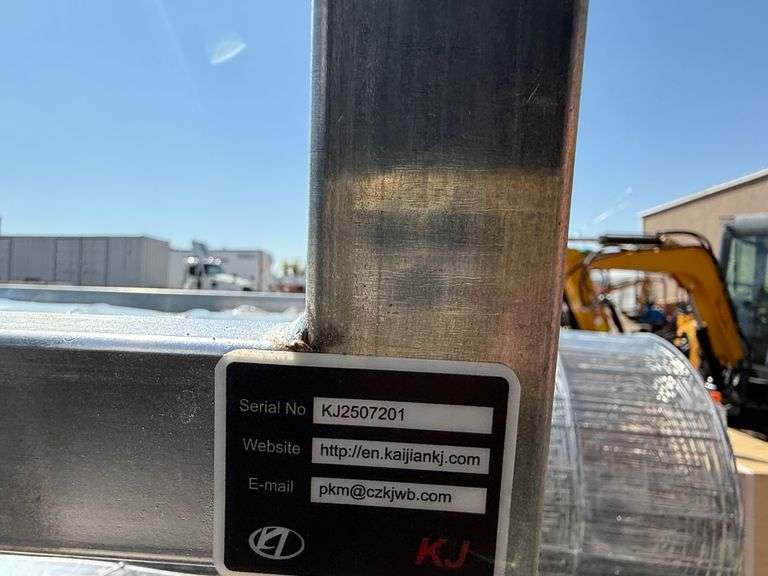 Serial No KJ2507201
Website http://en.kaijiankj.com
E-mail pkm@czkjwb.com
KJ